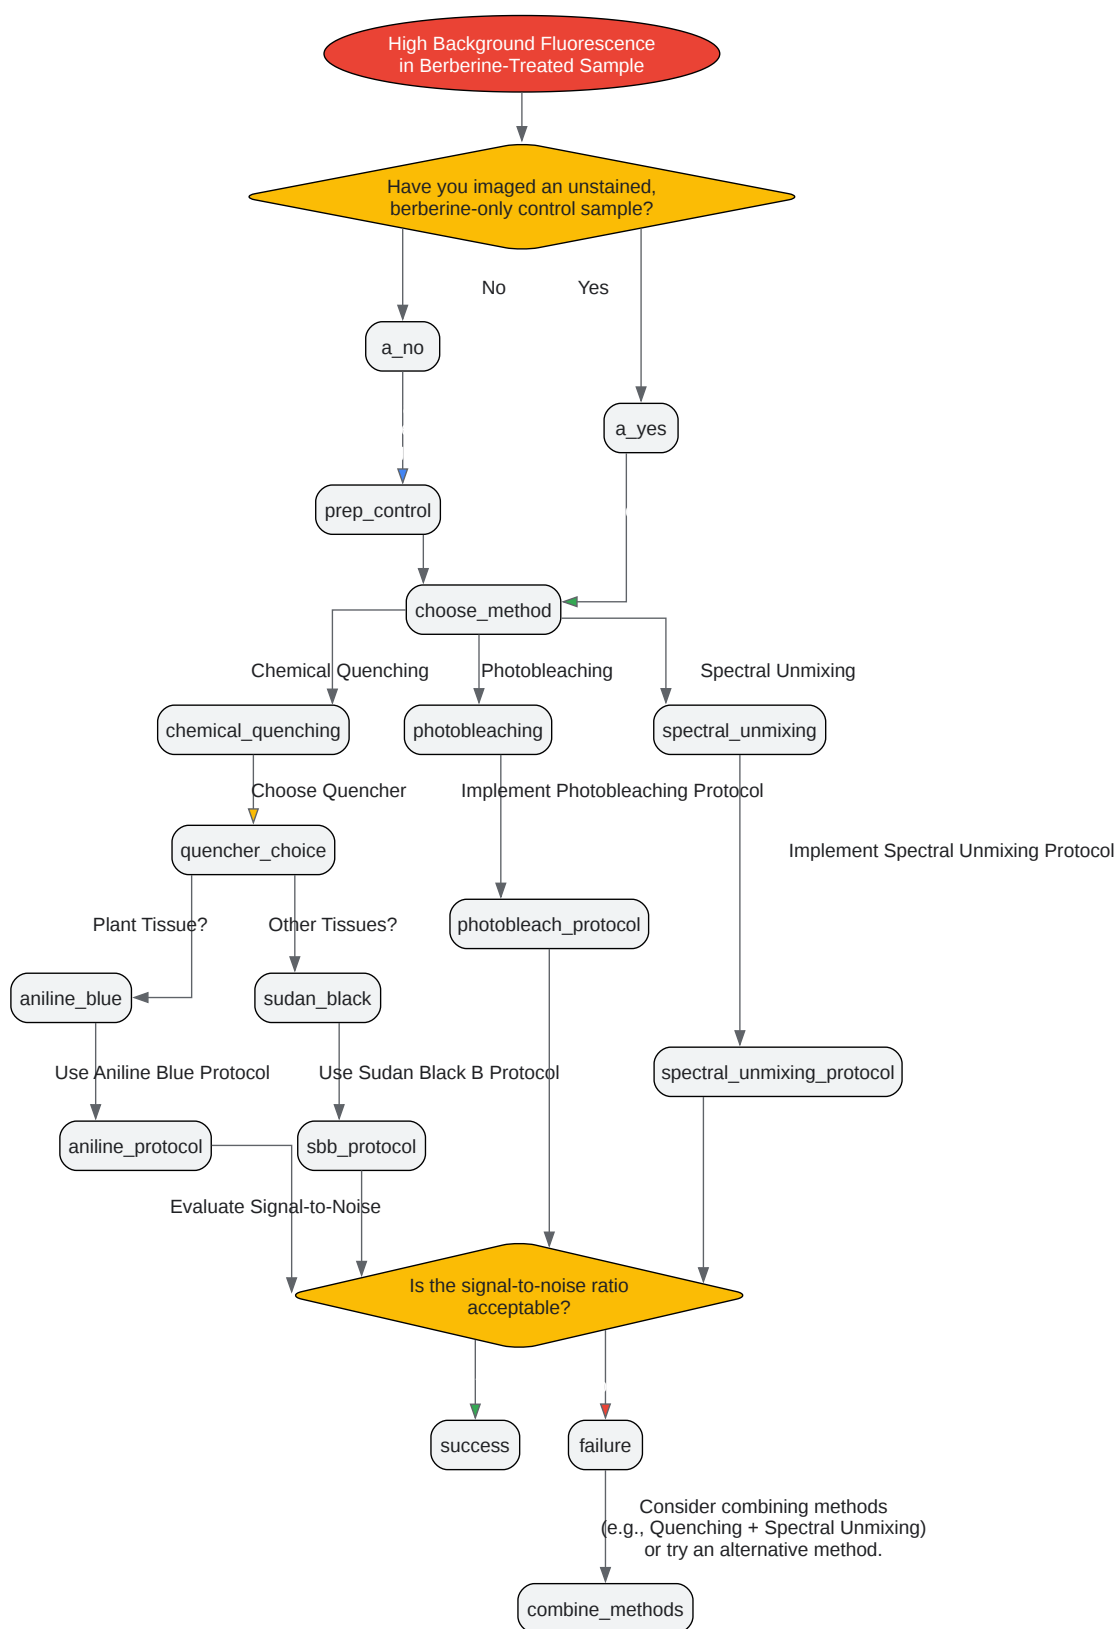 High Background Fluorescence
in Berberine-Treated Sample
Have you imaged an unstained,
berberine-only control sample?
No
Yes
a_no
a_yes
prep_control
choose_method
Chemical Quenching
Photobleaching
Spectral Unmixing
chemical_quenching
photobleaching
spectral_unmixing
Choose Quencher
Implement Photobleaching Protocol
quencher_choice
Implement Spectral Unmixing Protocol
Plant Tissue?
Other Tissues?
photobleach_protocol
aniline_blue
sudan_black
Use Aniline Blue Protocol
Use Sudan Black B Protocol
spectral_unmixing_protocol
aniline_protocol
sbb_protocol
Evaluate Signal-to-Noise
Is the signal-to-noise ratio
acceptable?
success
failure
Consider combining methods
(e.g., Quenching + Spectral Unmixing)
or try an alternative method.
combine_methods